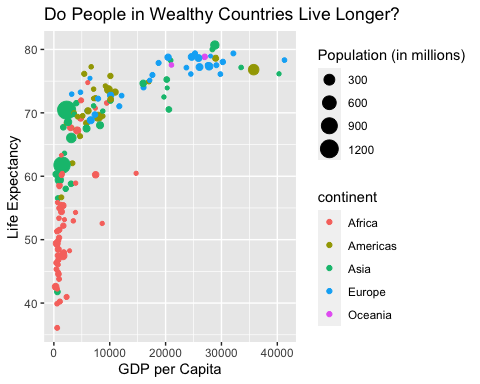 Do People in Wealthy Countries Live Longer?
80
70
60
50
40
Life Expectancy
0
10000
20000
30000
40000
GDP per Capita
Population (in millions)
300
600
900
1200
continent
Africa
Americas
Asia
Europe
Oceania